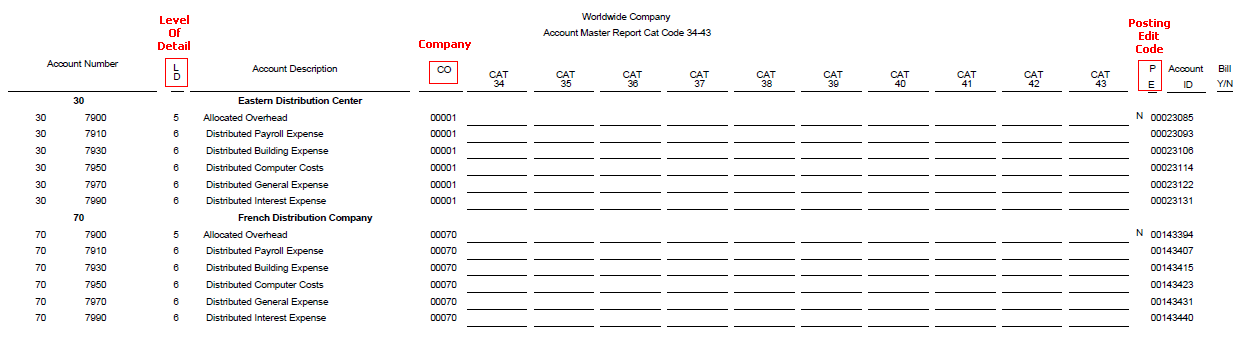 Worldwide Company
Account Master Report Cat Code 34-43
Level Of Detail
Company
Posting Edit Code
Account Number L D Account Description CO CAT 34 CAT 35 CAT 36 CAT 37 CAT 38 CAT 39 CAT 40 CAT 41 CAT 42 CAT 43 P E Account ID Bill Y/N
30 Eastern Distribution Center
30 7900 5 Allocated Overhead 00001 N 00023085
30 7910 6 Distributed Payroll Expense 00001 00023093
30 7930 6 Distributed Building Expense 00001 00023106
30 7950 6 Distributed Computer Costs 00001 00023114
30 7970 6 Distributed General Expense 00001 00023122
30 7990 6 Distributed Interest Expense 00001 00023131
70 French Distribution Company
70 7900 5 Allocated Overhead 00070 N 00143394
70 7910 6 Distributed Payroll Expense 00070 00143407
70 7930 6 Distributed Building Expense 00070 00143415
70 7950 6 Distributed Computer Costs 00070 00143423
70 7970 6 Distributed General Expense 00070 00143431
70 7990 6 Distributed Interest Expense 00070 00143440